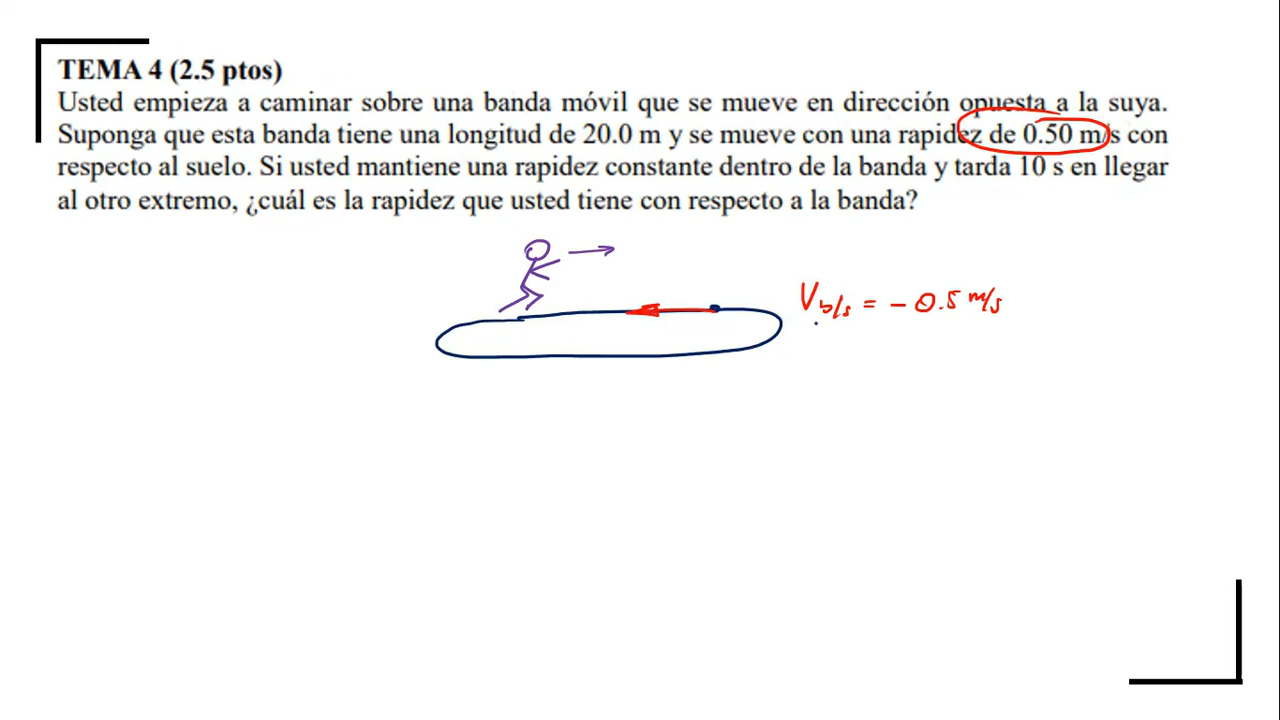 TEMA 4 (2.5 ptos)
Usted empieza a caminar sobre una banda móvil que se mueve en dirección opuesta a la suya.
Suponga que esta banda tiene una longitud de 20.0 m y se mueve con una rapidez de 0.50 m/s con
respecto al suelo. Si usted mantiene una rapidez constante dentro de la banda y tarda 10 s en llegar
al otro extremo, ¿cuál es la rapidez que usted tiene con respecto a la banda?
V b/s = - 0.5 m/s